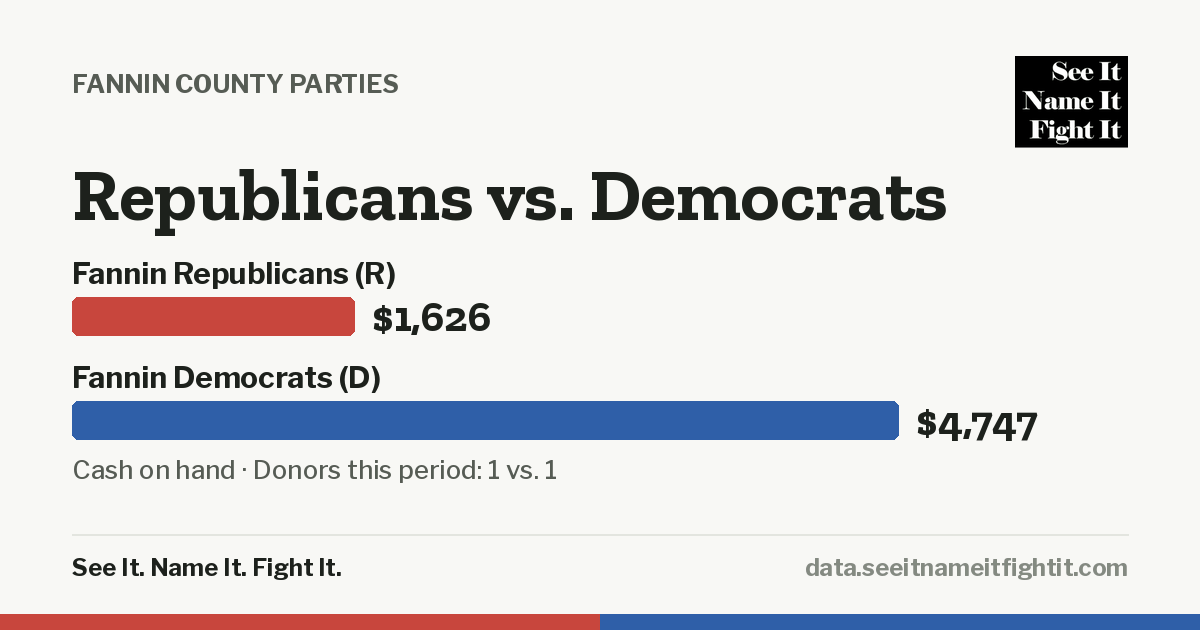 FANNIN COUNTY PARTIES
See It
Name It
Fight It
Republicans vs. Democrats
Fannin Republicans (R)
$1,626
Fannin Democrats (D)
$4,747
Cash on hand · Donors this period: 1 vs. 1
See It. Name It. Fight It.
data.seeitnameitfightit.com